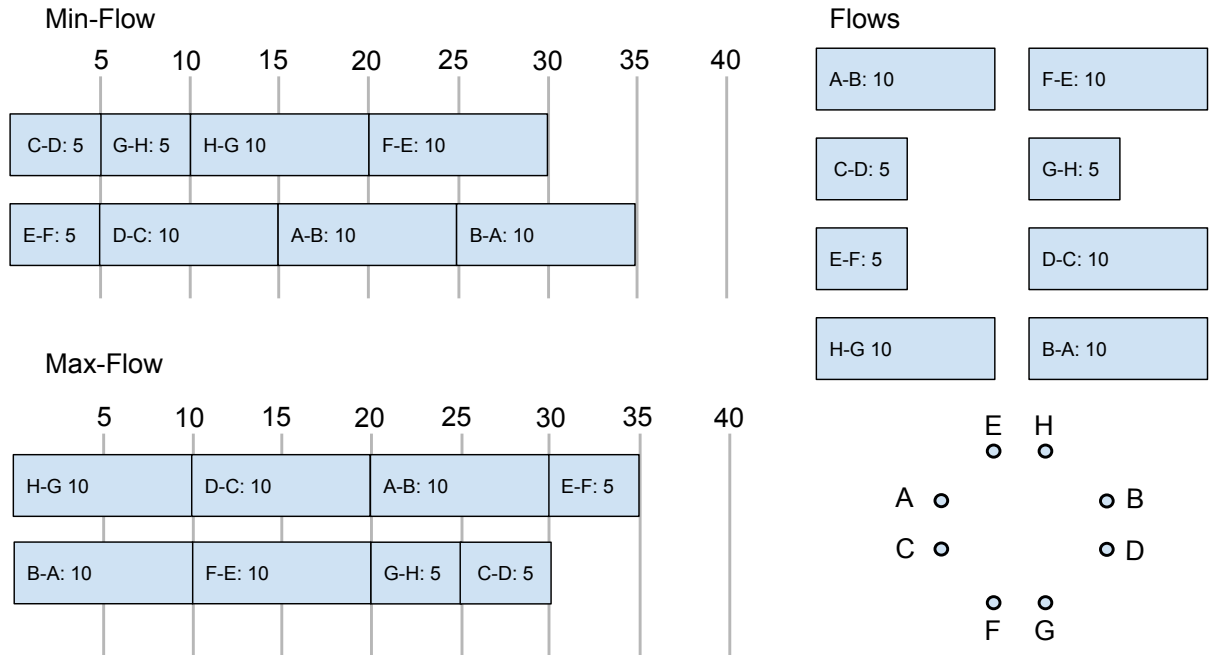 Min-Flow
5 10 15 20 25 30 35 40
C-D: 5 G-H: 5 H-G 10 F-E: 10
E-F: 5 D-C: 10 A-B: 10 B-A: 10
Max-Flow
5 10 15 20 25 30 35 40
H-G 10 D-C: 10 A-B: 10 E-F: 5
B-A: 10 F-E: 10 G-H: 5 C-D: 5
Flows
A-B: 10 F-E: 10
C-D: 5 G-H: 5
E-F: 5 D-C: 10
H-G 10 B-A: 10
E H
A B
C D
F G